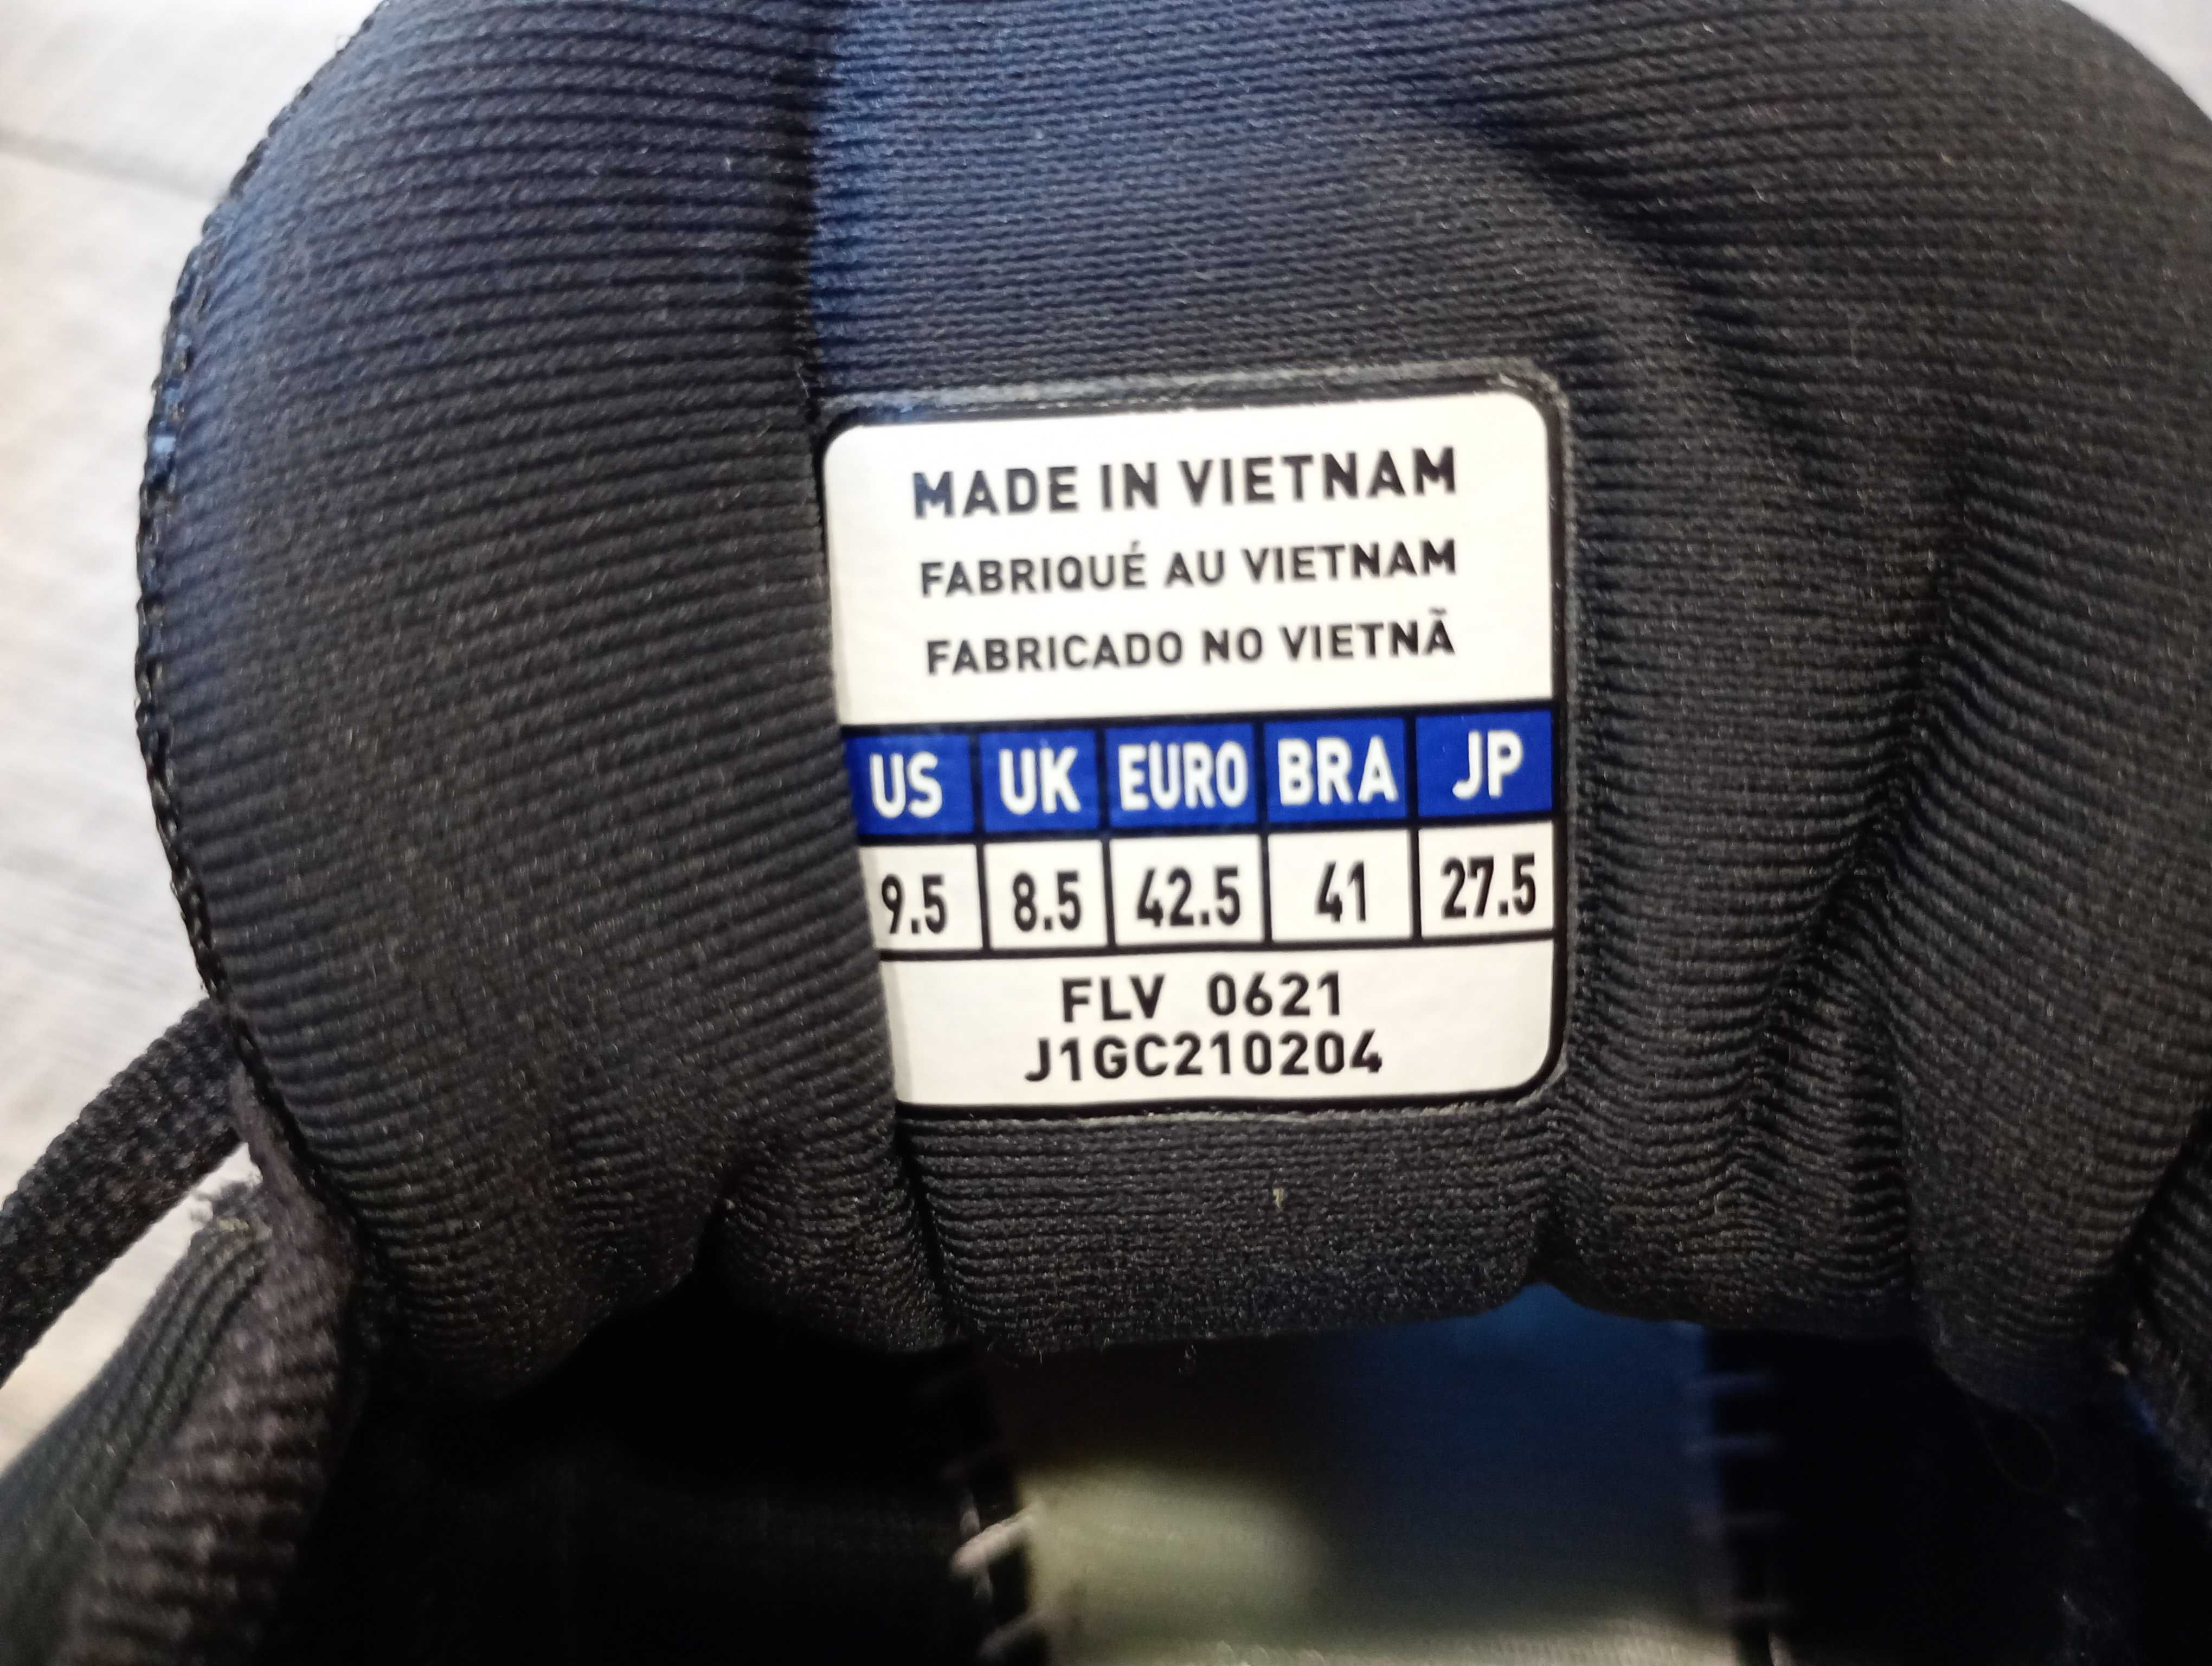 MADE IN VIETNAM
FABRIQUÉ AU VIETNAM
FABRICADO NO VIETNÃ
US UK EURO BRA JP
9.5 8.5 42.5 41 27.5
FLV 0621
J1GC210204